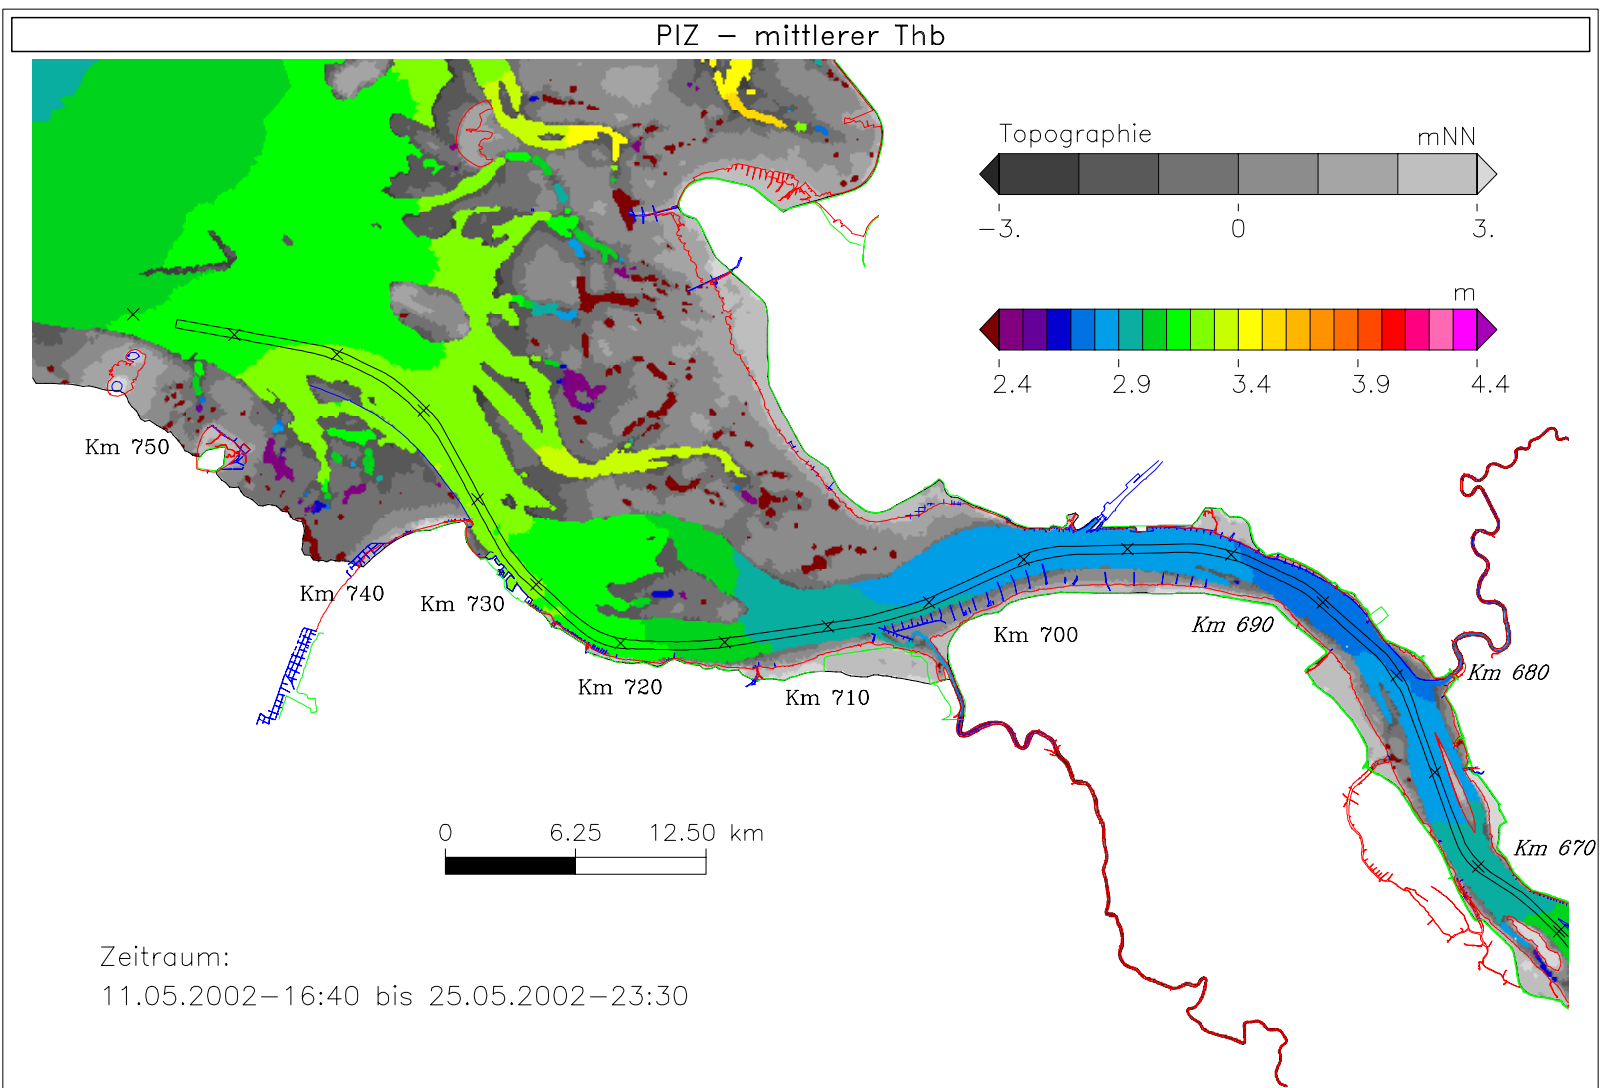 PIZ – mittlerer Thb
Topographie mNN
−3. 0 3.
m
2.4 2.9 3.4 3.9 4.4
Km 750
Km 740
Km 730
Km 720
Km 710
Km 700
Km 690
Km 680
Km 670
0 6.25 12.50 km
Zeitraum:
11.05.2002−16:40 bis 25.05.2002−23:30